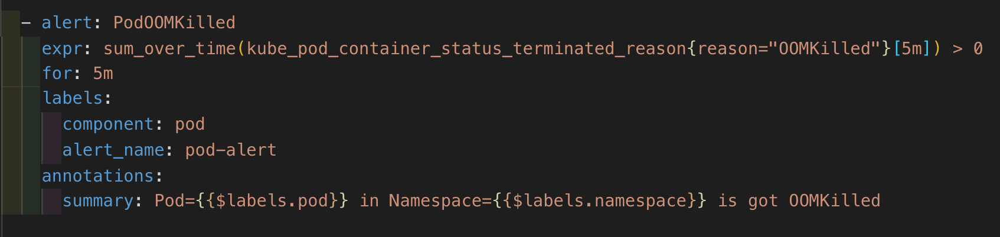 - alert: PodOOMKilled
expr: sum_over_time(kube_pod_container_status_terminated_reason{reason="OOMKilled"}[5m]) > 0
for: 5m
labels:
component: pod
alert_name: pod-alert
annotations:
summary: Pod={{$labels.pod}} in Namespace={{$labels.namespace}} is got OOMKilled